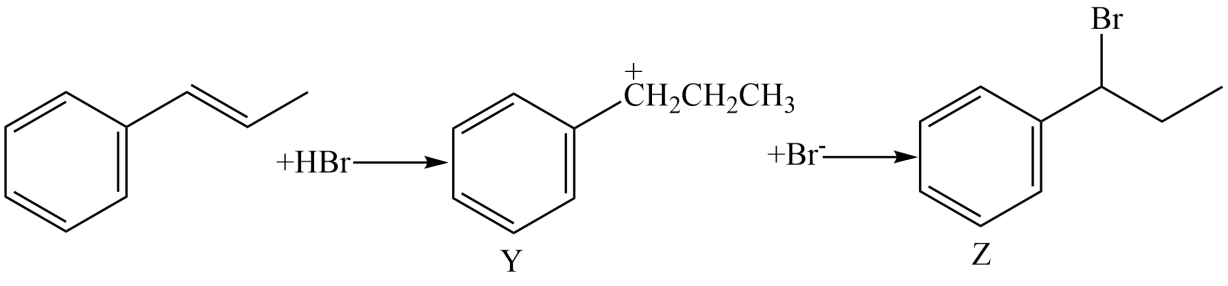 Br
+
CH₂CH₂CH₃
+HBr
+Br⁻
Y
Z